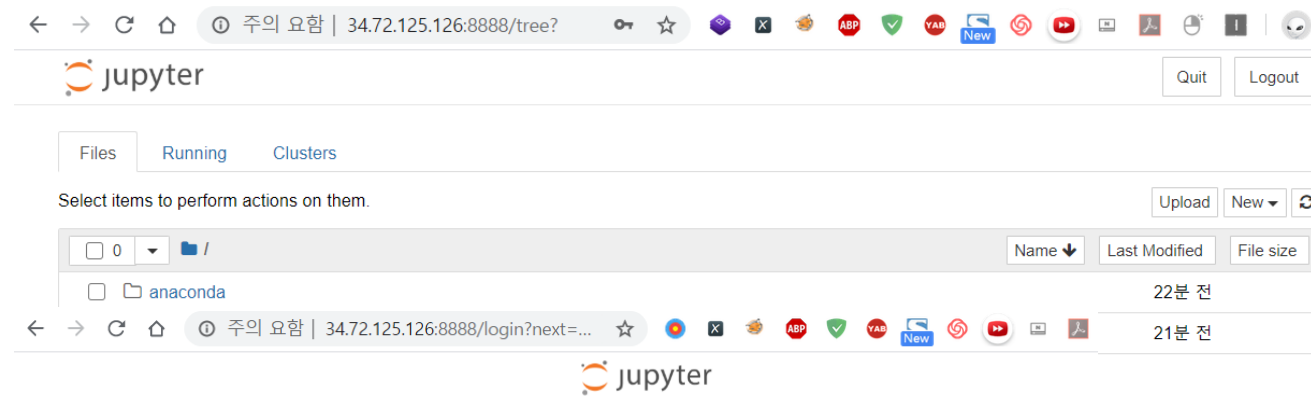 주의 요함 | 34.72.125.126:8888/tree?
ABP
YAB
New
jupyter
Quit
Logout
Files
Running
Clusters
Select items to perform actions on them.
Upload
New
0
/
Name
Last Modified
File size
anaconda
22분 전
주의 요함 | 34.72.125.126:8888/login?next=...
ABP
YAB
New
21분 전
jupyter